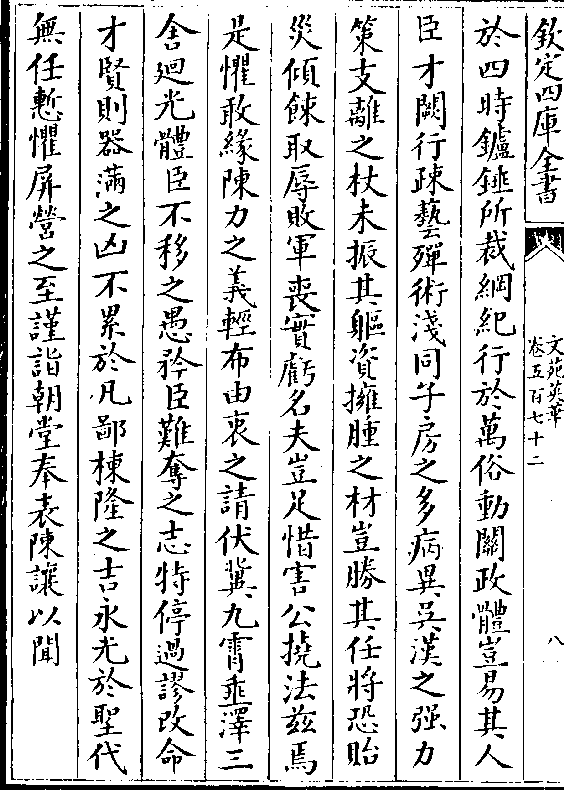 欽定四庫全書
文苑英華
卷五百七十二
八
於四時鑪錘所裁綱紀行於萬俗動關政體豈易其人
臣才闕行疎藝殫術淺同子房之多病異吳漢之强力
策支離之杖未振其軀資擁腫之材豈勝其任將恐貽
災傾餗取辱敗軍喪實虧名夫豈足惜害公撓法兹焉
是懼敢緣陳力之義輕布由衷之請伏冀九霄垂澤三
舍廻光體臣不移之愚矜臣難奪之志特停過謬改命
才賢則器滿之凶不累於凡鄙棟隆之吉永光於聖代
無任慙懼屏營之至謹詣朝堂奉表陳讓以聞